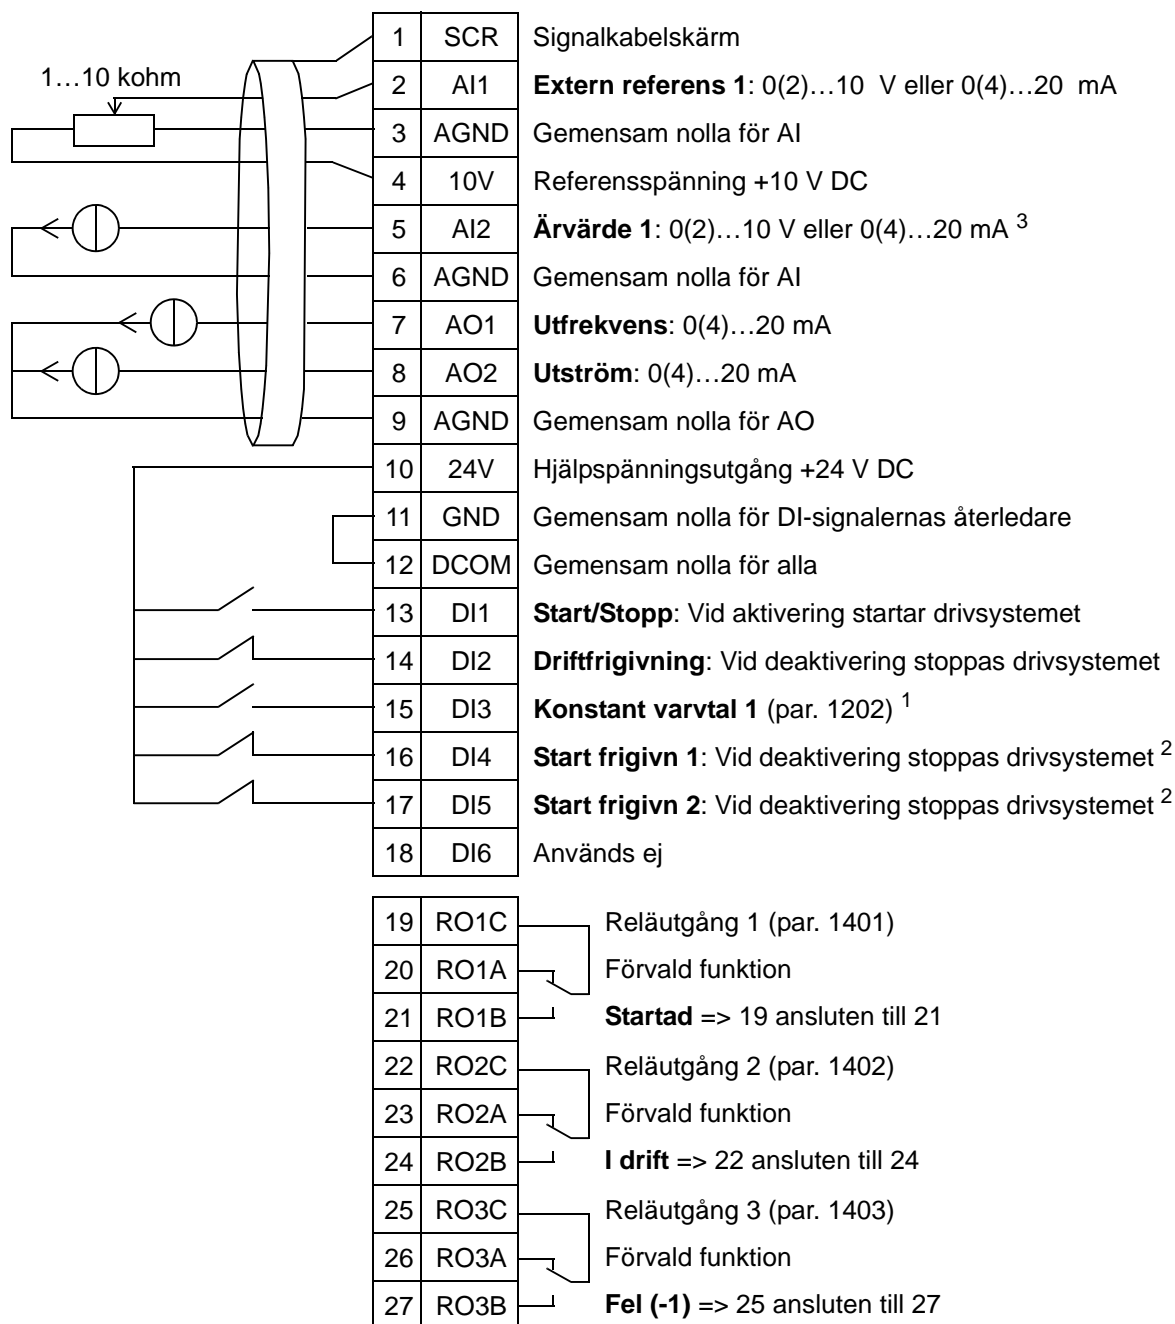 1…10 kohm
1 SCR Signalkabelskärm
2 AI1 Extern referens 1: 0(2)…10 V eller 0(4)…20 mA
3 AGND Gemensam nolla för AI
4 10V Referensspänning +10 V DC
5 AI2 Ärvärde 1: 0(2)…10 V eller 0(4)…20 mA 3
6 AGND Gemensam nolla för AI
7 AO1 Utfrekvens: 0(4)…20 mA
8 AO2 Utström: 0(4)…20 mA
9 AGND Gemensam nolla för AO
10 24V Hjälpspänningsutgång +24 V DC
11 GND Gemensam nolla för DI-signalernas återledare
12 DCOM Gemensam nolla för alla
13 DI1 Start/Stopp: Vid aktivering startar drivsystemet
14 DI2 Driftfrigivning: Vid deaktivering stoppas drivsystemet
15 DI3 Konstant varvtal 1 (par. 1202) 1
16 DI4 Start frigivn 1: Vid deaktivering stoppas drivsystemet 2
17 DI5 Start frigivn 2: Vid deaktivering stoppas drivsystemet 2
18 DI6 Används ej
19 RO1C Reläutgång 1 (par. 1401)
20 RO1A Förvald funktion
21 RO1B Startad => 19 ansluten till 21
22 RO2C Reläutgång 2 (par. 1402)
23 RO2A Förvald funktion
24 RO2B I drift => 22 ansluten till 24
25 RO3C Reläutgång 3 (par. 1403)
26 RO3A Förvald funktion
27 RO3B Fel (-1) => 25 ansluten till 27